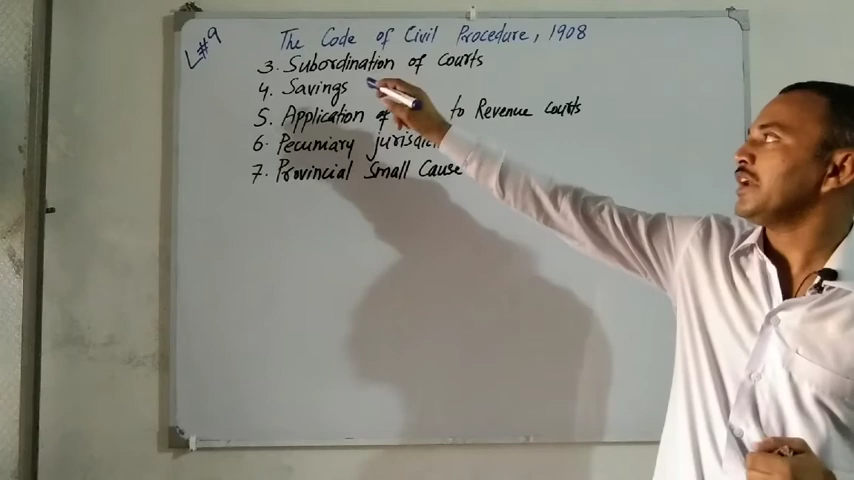 L#9
The Code of Civil Procedure, 1908
3. Subordination of Courts
4. Savings
5. Application of to Revenue Courts
6. Pecuniary
7. Provincial Small Cause